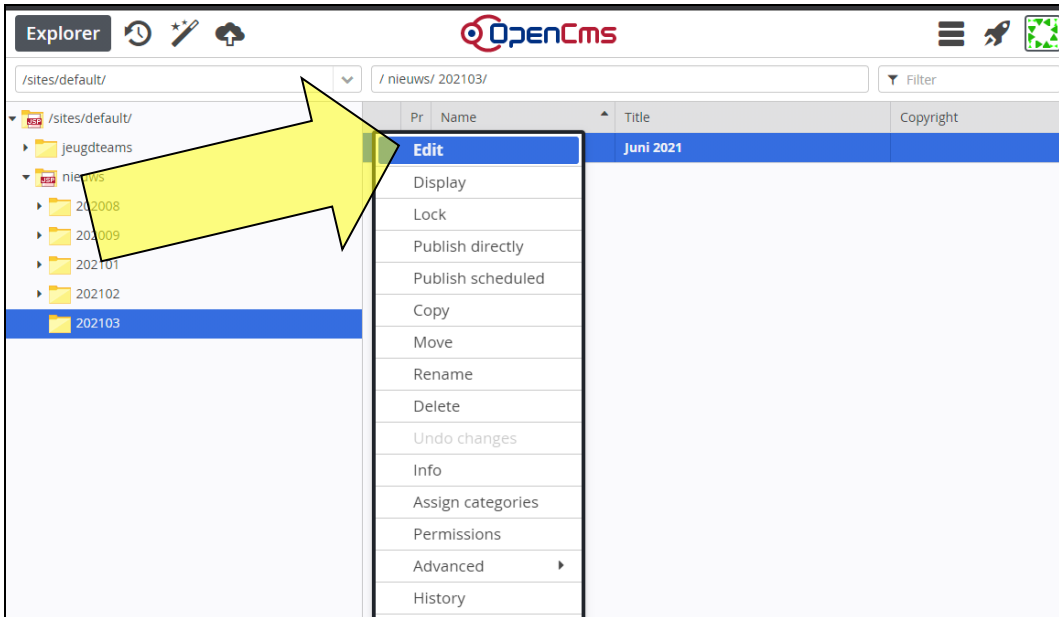 Explorer
OpenCms
/sites/default/
/ nieuws/ 202103/
Filter
/sites/default/
jeugdteams
nieuws
202008
202009
202101
202102
202103
Pr Name Title Copyright
Juni 2021
Edit
Display
Lock
Publish directly
Publish scheduled
Copy
Move
Rename
Delete
Undo changes
Info
Assign categories
Permissions
Advanced
History